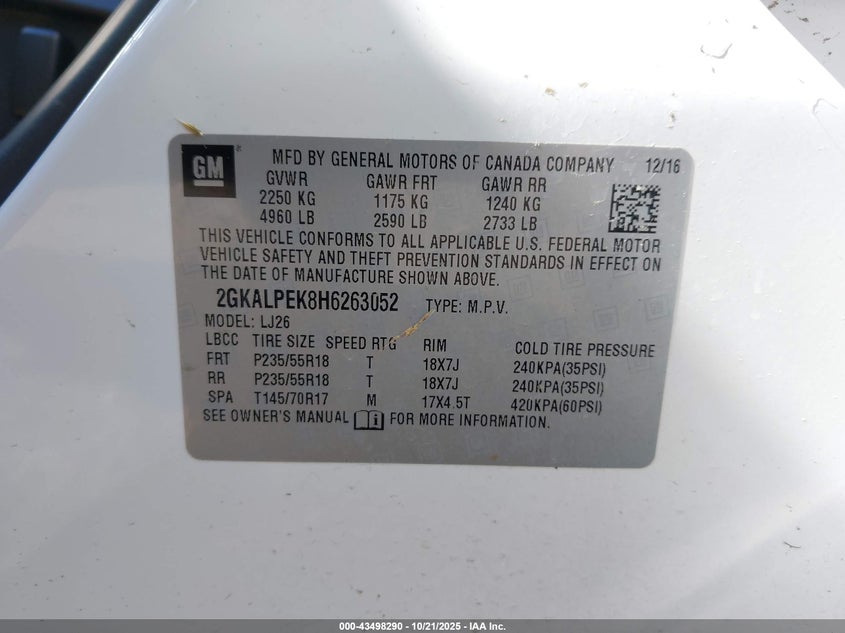 GM ® MFD BY GENERAL MOTORS OF CANADA COMPANY 12/16
GVWR GAWR FRT GAWR RR
2250 KG 1175 KG 1240 KG
4960 LB 2590 LB 2733 LB
THIS VEHICLE CONFORMS TO ALL APPLICABLE U.S. FEDERAL MOTOR
VEHICLE SAFETY AND THEFT PREVENTION STANDARDS IN EFFECT ON
THE DATE OF MANUFACTURE SHOWN ABOVE.
2GKALPEK8H6263052 TYPE: M.P.V.
MODEL: LJ26
LBCC TIRE SIZE SPEED RTG RIM COLD TIRE PRESSURE
FRT P235/55R18 T 18X7J 240KPA(35PSI)
RR P235/55R18 T 18X7J 240KPA(35PSI)
SPA T145/70R17 M 17X4.5T 420KPA(60PSI)
SEE OWNER'S MANUAL FOR MORE INFORMATION.
000-43498290 - 10/21/2025 - IAA Holdings, LLC.